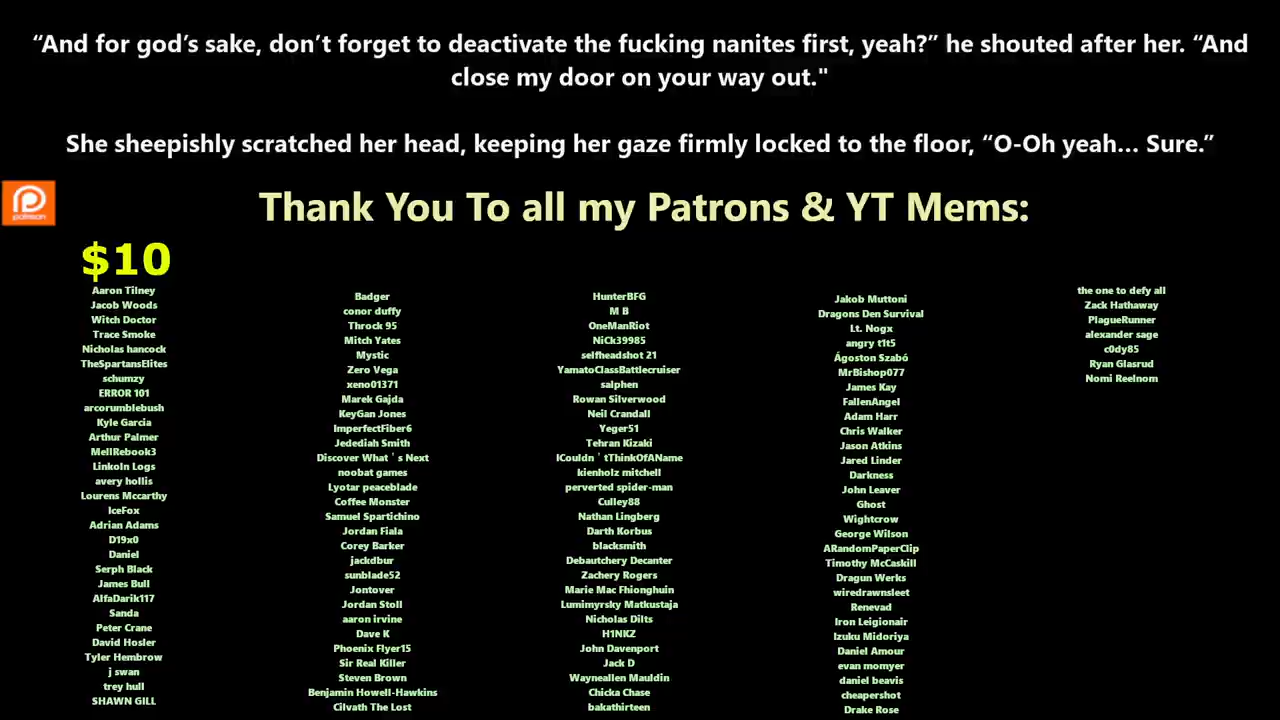 “And for god’s sake, don’t forget to deactivate the fucking nanites first, yeah?” he shouted after her. “And
close my door on your way out."
She sheepishly scratched her head, keeping her gaze firmly locked to the floor, “O-Oh yeah… Sure.”
patreon
Thank You To all my Patrons & YT Mems:
$10
Aaron Tilney
Jacob Woods
Witch Doctor
Trace Smoke
Nicholas hancock
TheSpartansElites
schumzy
ERROR 101
arcorumblebush
Kyle Garcia
Arthur Palmer
MellRebook3
Linkoln Logs
avery hollis
Lourens Mccarthy
IceFox
Adrian Adams
D19x0
Daniel
Serph Black
James Bull
AlfaDarik117
Sanda
Peter Crane
David Hosler
Tyler Hembrow
j swan
trey hull
SHAWN GILL
Badger
conor duffy
Throck 95
Mitch Yates
Mystic
Zero Vega
xeno01371
Marek Gajda
KeyGan Jones
ImperfectFiber6
Jedediah Smith
Discover What＇s Next
noobat games
Lyotar peaceblade
Coffee Monster
Samuel Spartichino
Jordan Fiala
Corey Barker
jackdbur
sunblade52
Jontover
Jordan Stoll
aaron irvine
Dave K
Phoenix Flyer15
Sir Real Killer
Steven Brown
Benjamin Howell-Hawkins
Cilvath The Lost
HunterBFG
M B
OneManRiot
NiCk39985
selfheadshot 21
YamatoClassBattlecruiser
salphen
Rowan Silverwood
Neil Crandall
Yeger51
Tehran Kizaki
ICouldn＇tThinkOfAName
kienholz mitchell
perverted spider-man
Culley88
Nathan Lingberg
Darth Korbus
blacksmith
Debautchery Decanter
Zachery Rogers
Marie Mac Fhionghuin
Lumimyrsky Matkustaja
Nicholas Dilts
H1NKZ
John Davenport
Jack D
Wayneallen Mauldin
Chicka Chase
bakathirteen
Jakob Muttoni
Dragons Den Survival
Lt. Nogx
angry t1t5
Ágoston Szabó
MrBishop077
James Kay
FallenAngel
Adam Harr
Chris Walker
Jason Atkins
Jared Linder
Darkness
John Leaver
Ghost
Wightcrow
George Wilson
ARandomPaperClip
Timothy McCaskill
Dragun Werks
wiredrawnsleet
Renevad
Iron Leigionair
Izuku Midoriya
Daniel Amour
evan momyer
daniel beavis
cheapershot
Drake Rose
the one to defy all
Zack Hathaway
PlagueRunner
alexander sage
c0dy85
Ryan Glasrud
Nomi Reelnom